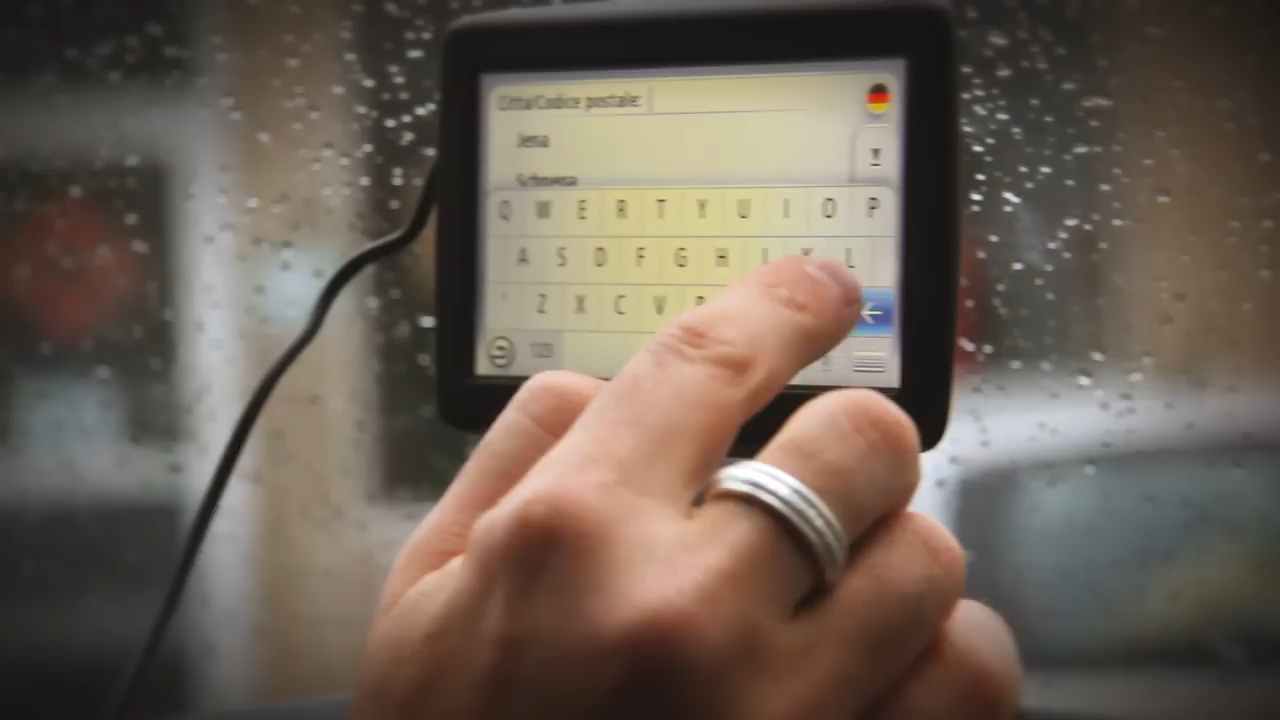 Città/Codice postale:
Jena
Q W E R T Y U I O P
A S D F G H J K L
Z X C V B
123